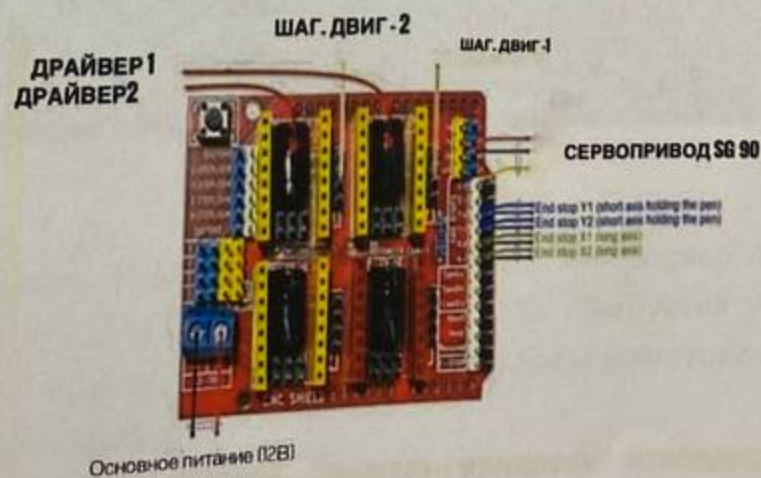 ШАГ. ДВИГ - 2
ШАГ. ДВИГ -1
ДРАЙВЕР 1
ДРАЙВЕР2
СЕРВОПРИВОД SG 90
End stop Y1 (short axis holding the pen)
End stop Y2 (short axis holding the pen)
End stop X1 (long axis)
End stop X2 (long axis)
CNC SHIELD
Основное питание (12В)